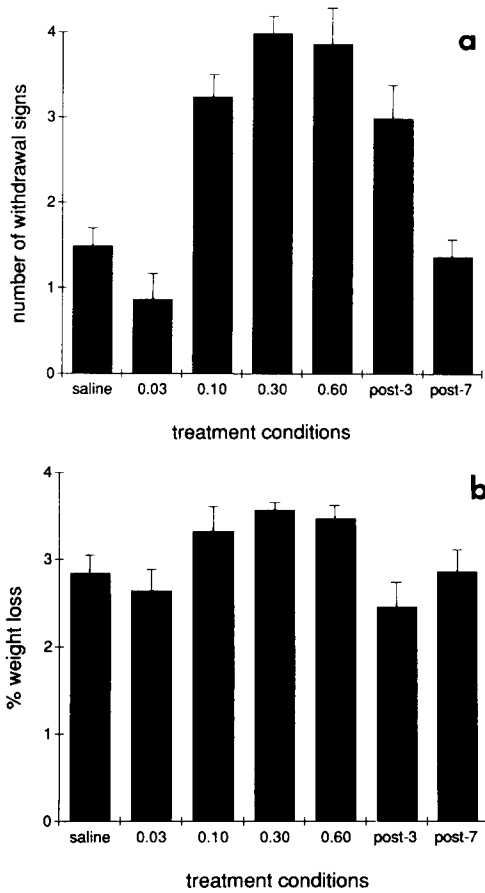 a
number of withdrawal signs
4
3
2
1
0
saline 0.03 0.10 0.30 0.60 post-3 post-7
treatment conditions
b
% weight loss
4
3
2
1
0
saline 0.03 0.10 0.30 0.60 post-3 post-7
treatment conditions